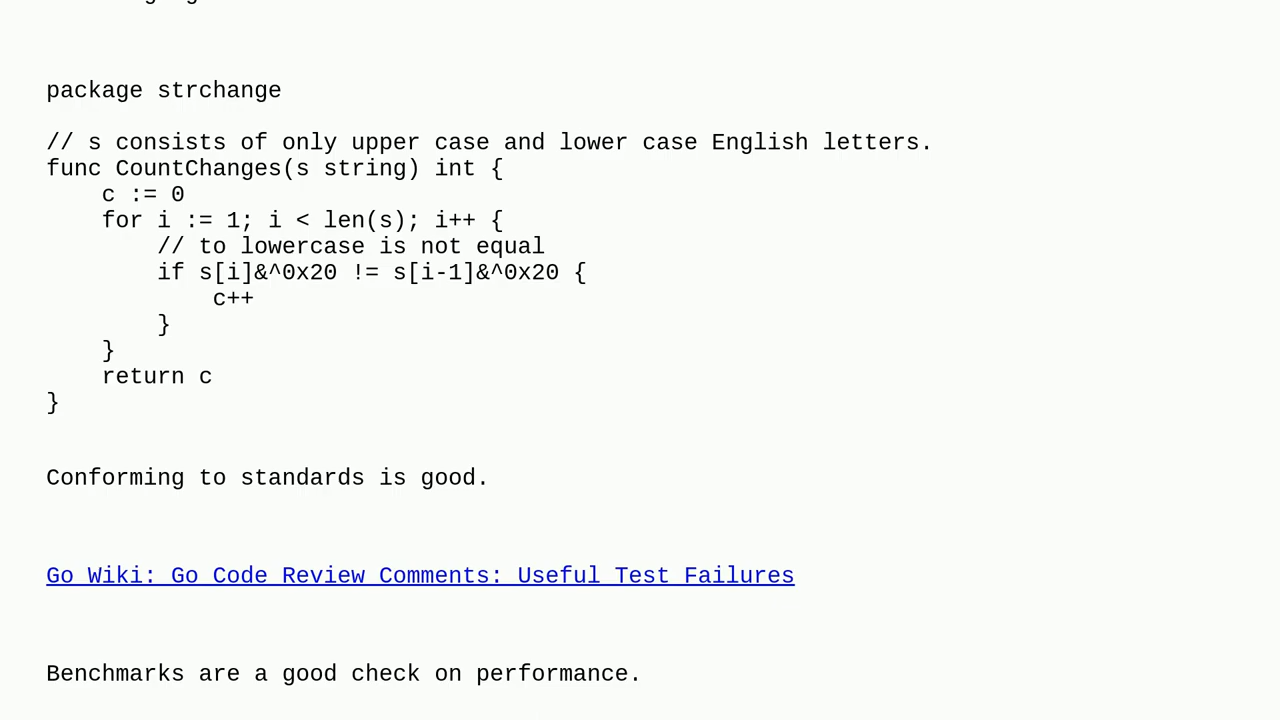 package strchange
// s consists of only upper case and lower case English letters.
func CountChanges(s string) int {
    c := 0
    for i := 1; i < len(s); i++ {
        // to lowercase is not equal
        if s[i]&^0x20 != s[i-1]&^0x20 {
            c++
        }
    }
    return c
}
Conforming to standards is good.
Go Wiki: Go Code Review Comments: Useful Test Failures
Benchmarks are a good check on performance.